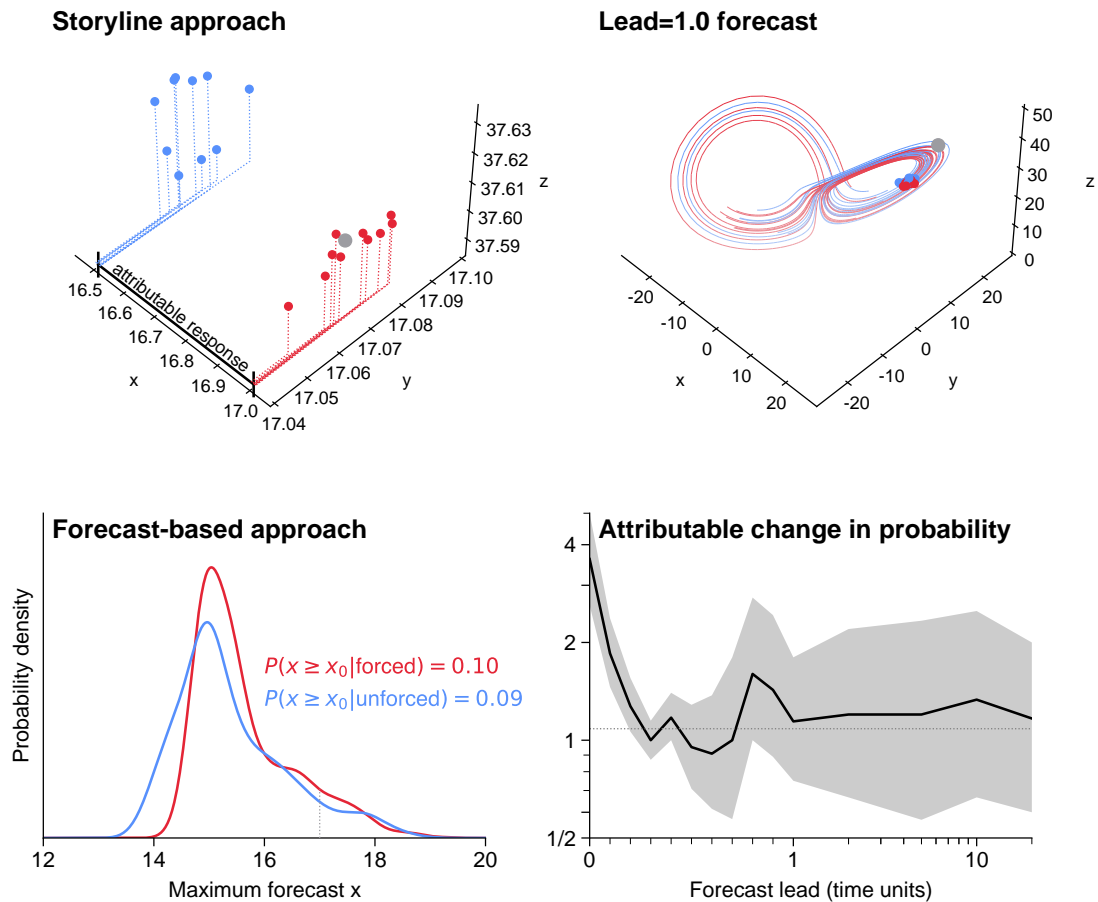 Storyline approach
37.63
37.62
37.61
37.60
37.59
z
17.10
17.09
17.08
17.07
17.06
17.05
17.04
y
16.5
16.6
16.7
16.8
16.9
17.0
x
attributable response
Lead=1.0 forecast
50
40
30
20
10
0
z
20
10
0
-10
-20
y
-20
-10
0
10
20
x
Forecast-based approach
Probability density
P(x ≥ x₀|forced) = 0.10
P(x ≥ x₀|unforced) = 0.09
12
14
16
18
20
Maximum forecast x
Attributable change in probability
4
2
1
1/2
0
1
10
Forecast lead (time units)